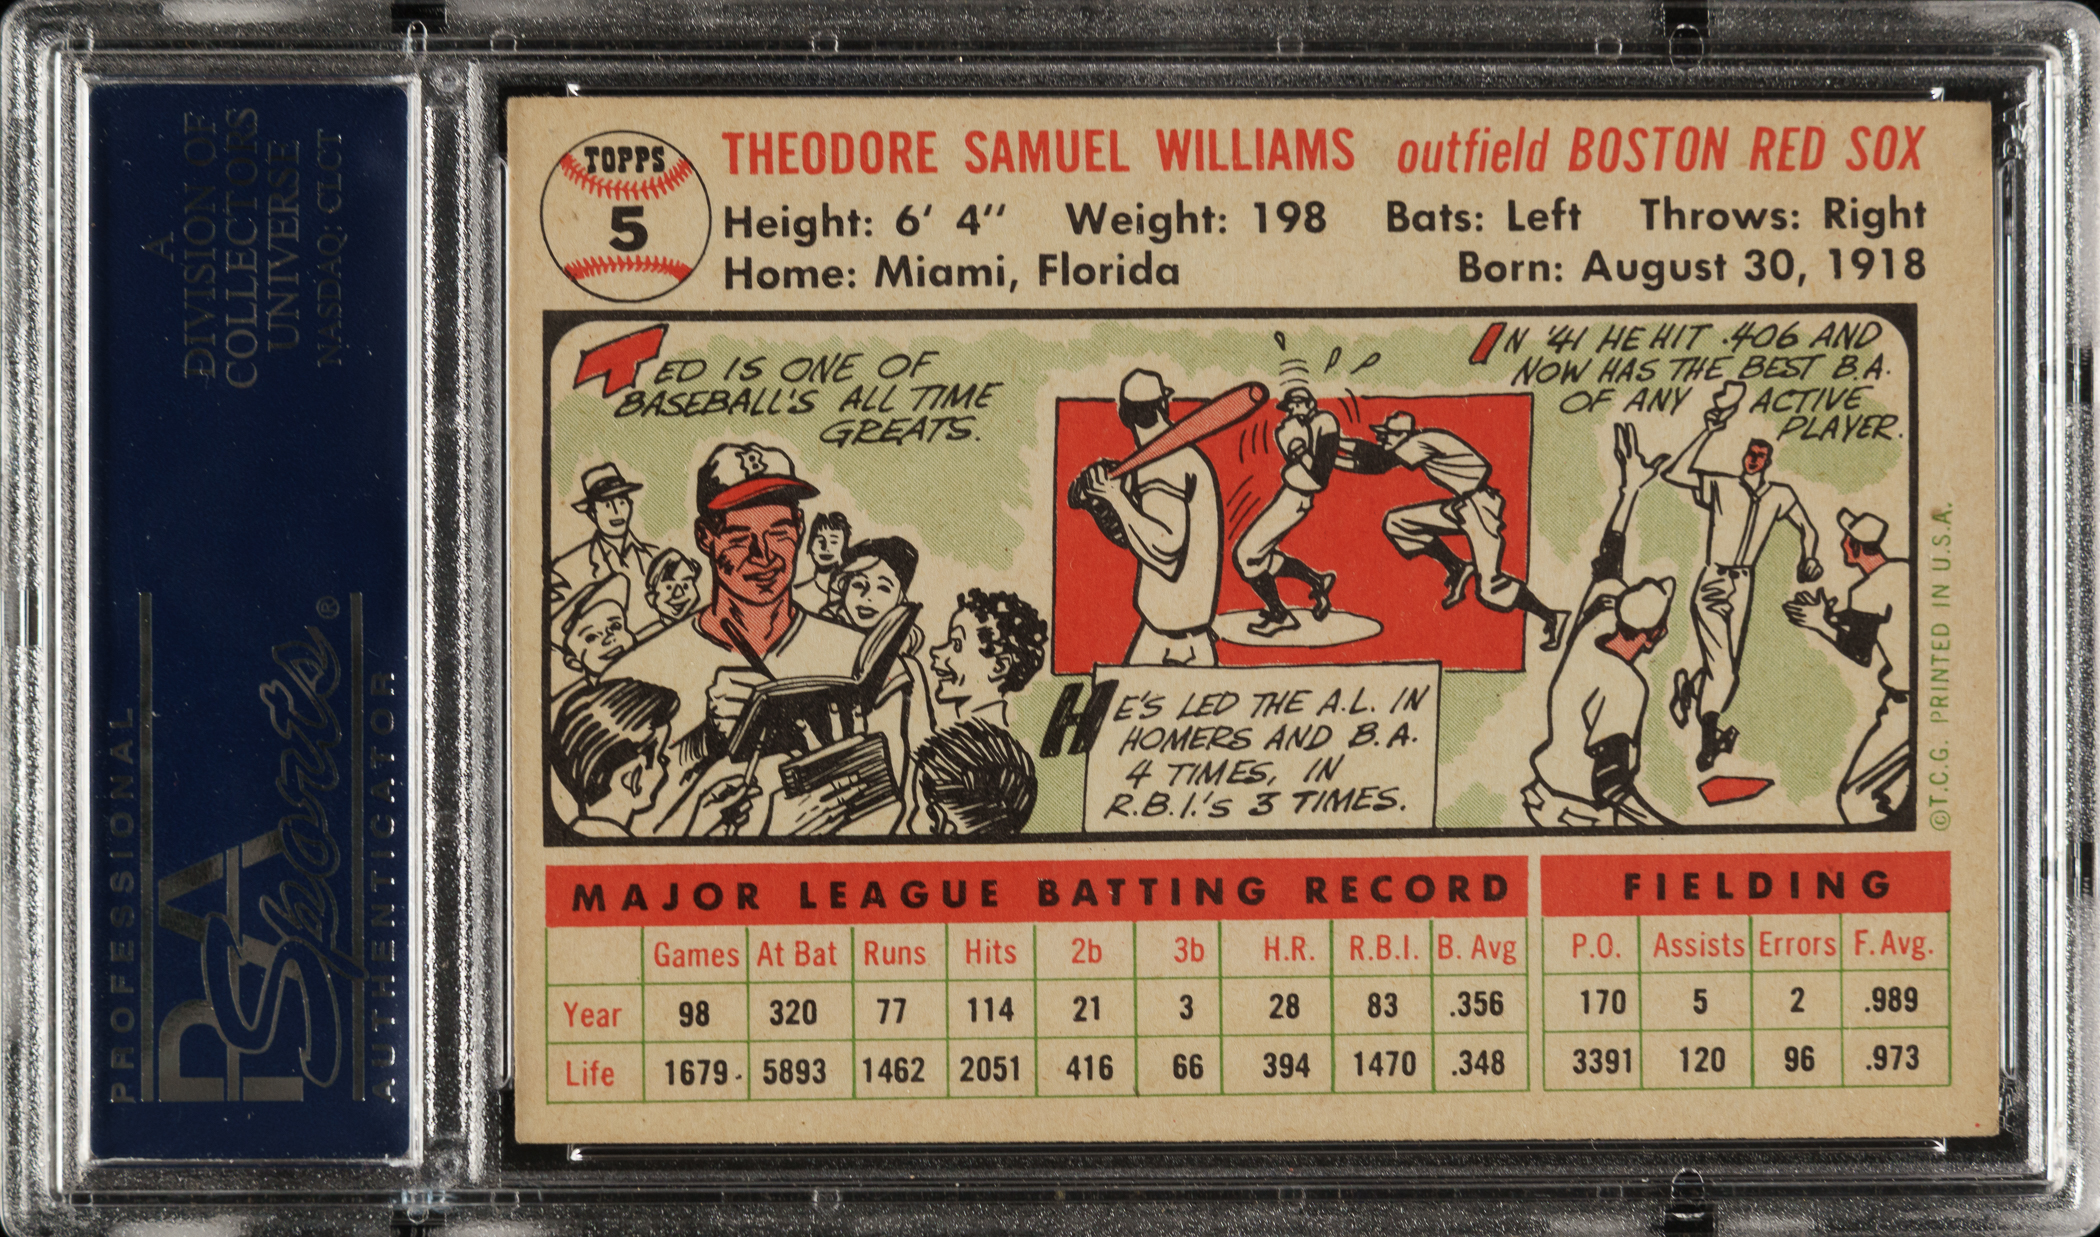 A
DIVISION OF
COLLECTORS
UNIVERSE
NASDAQ: CLCT
PROFESSIONAL
PSA
Sports®
AUTHENTICATOR
TOPPS
5
THEODORE SAMUEL WILLIAMS outfield BOSTON RED SOX
Height: 6' 4" Weight: 198 Bats: Left Throws: Right
Home: Miami, Florida Born: August 30, 1918
TED IS ONE OF
BASEBALL'S ALL TIME
GREATS.
B
HE'S LED THE A.L. IN
HOMERS AND B.A.
4 TIMES, IN
R.B.I.'S 3 TIMES.
IN '41 HE HIT .406 AND
NOW HAS THE BEST B.A.
OF ANY ACTIVE
PLAYER.
©T.C.G. PRINTED IN U.S.A.
MAJOR LEAGUE BATTING RECORD FIELDING
Games At Bat Runs Hits 2b 3b H.R. R.B.I. B. Avg P.O. Assists Errors F. Avg.
Year 98 320 77 114 21 3 28 83 .356 170 5 2 .989
Life 1679 5893 1462 2051 416 66 394 1470 .348 3391 120 96 .973